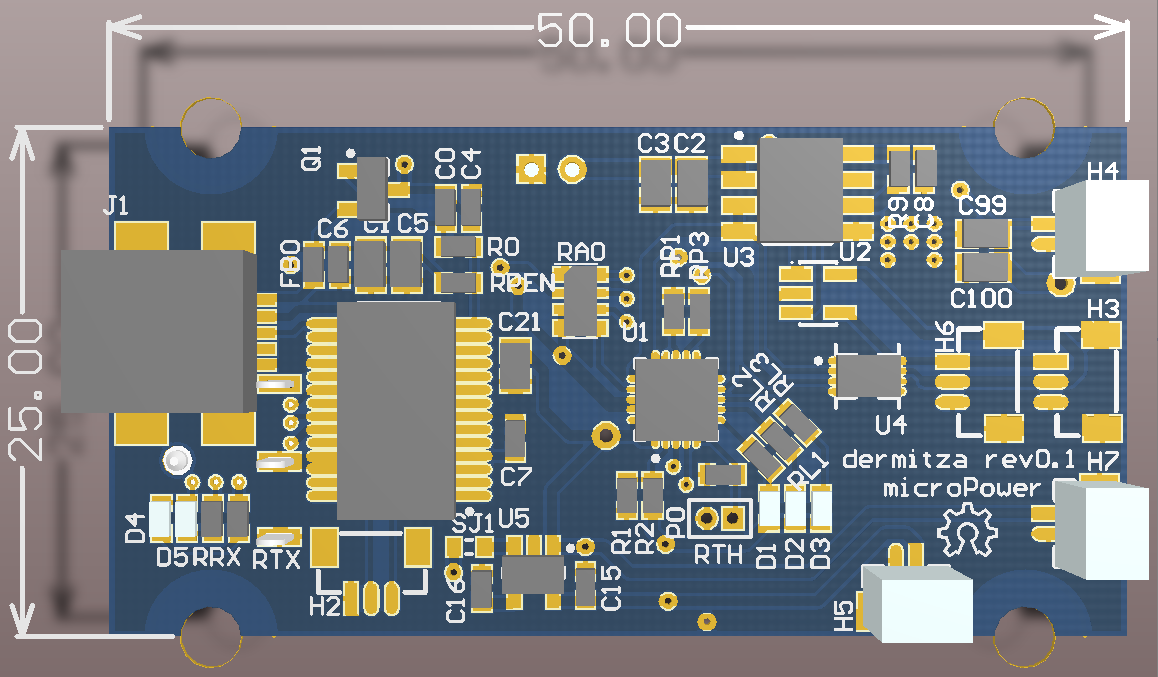 50.00
25.00
Q1
C0
C4
C3
C2
J1
C6
C1
C5
FB0
R0
RPEN
RA0
RP1
RP3
U3
U2
R9
C8
C99
C100
H4
H3
H6
C21
U1
RL2
RL3
RL1
U4
dermitza rev0.1
microPower
H7
C7
D4
D5
RRX
RTX
SJ1
U5
R1
R2
P0
RTH
D1
D2
D3
H2
C16
C15
H5